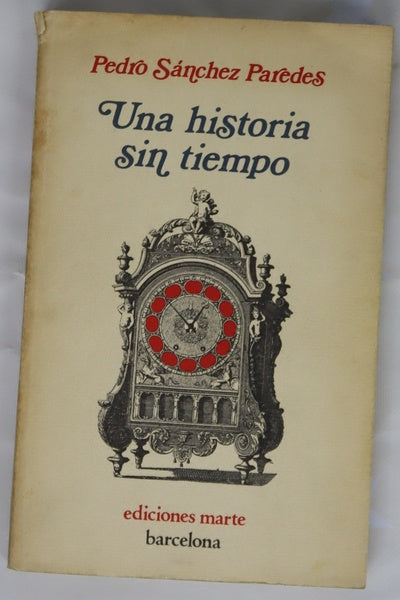 Pedro Sánchez Paredes
Una historia
sin tiempo
ediciones marte
barcelona